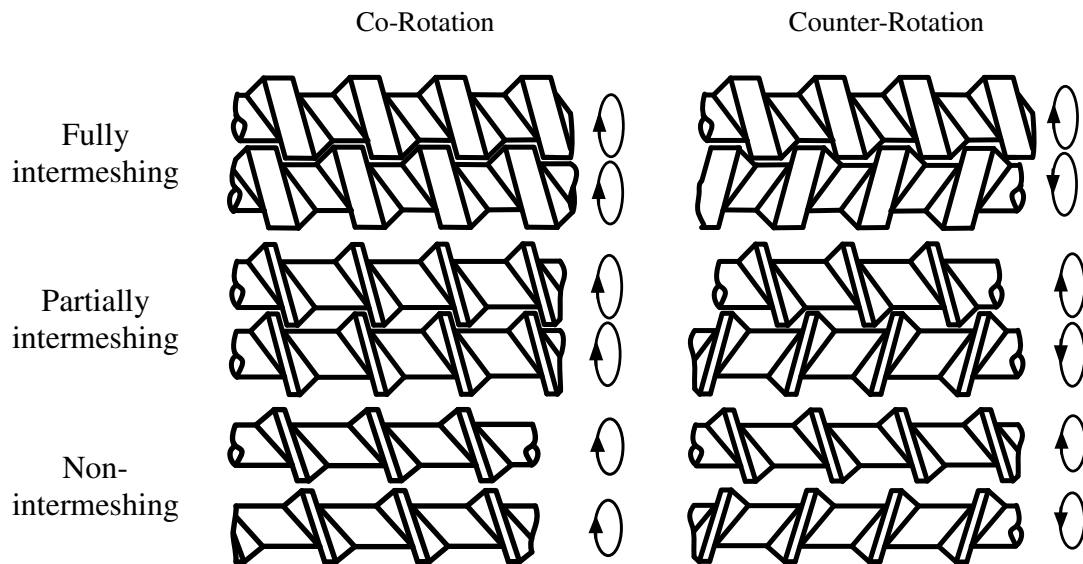 Co-Rotation
Counter-Rotation
Fully
intermeshing
Partially
intermeshing
Non-
intermeshing